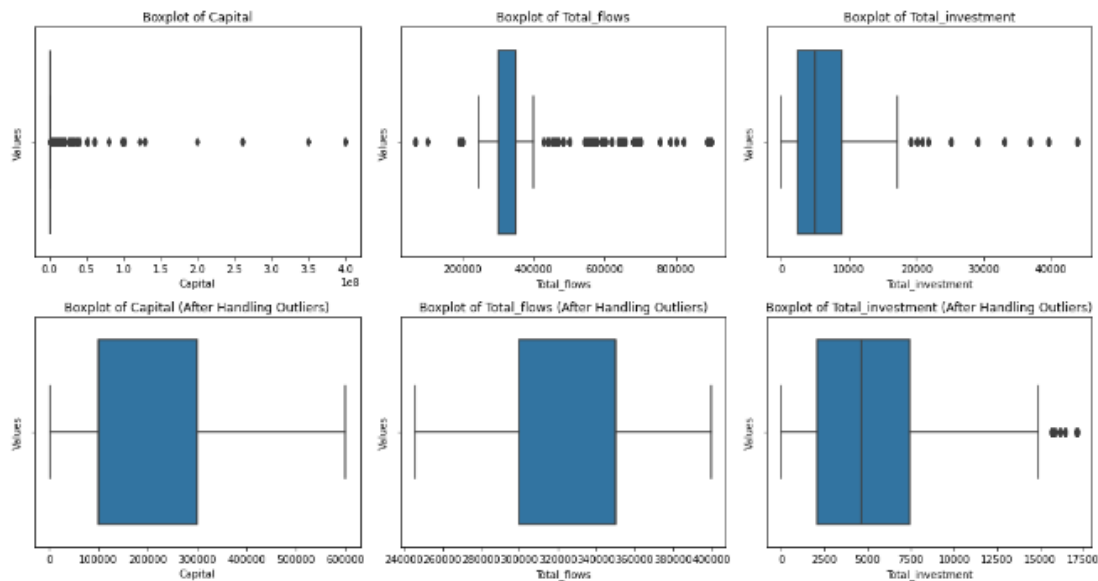 Boxplot of Capital
Values
0.0 0.5 1.0 1.5 2.0 2.5 3.0 3.5 4.0
Capital
1e8
Boxplot of Total_flows
Values
200000 400000 600000 800000
Total_flows
Boxplot of Total_investment
Values
0 10000 20000 30000 40000
Total_investment
Boxplot of Capital (After Handling Outliers)
Values
0 100000 200000 300000 400000 500000 600000
Capital
Boxplot of Total_flows (After Handling Outliers)
Values
240000 260000 280000 300000 320000 340000 360000 380000 400000
Total_flows
Boxplot of Total_investment (After Handling Outliers)
Values
0 2500 5000 7500 10000 12500 15000 17500
Total_investment